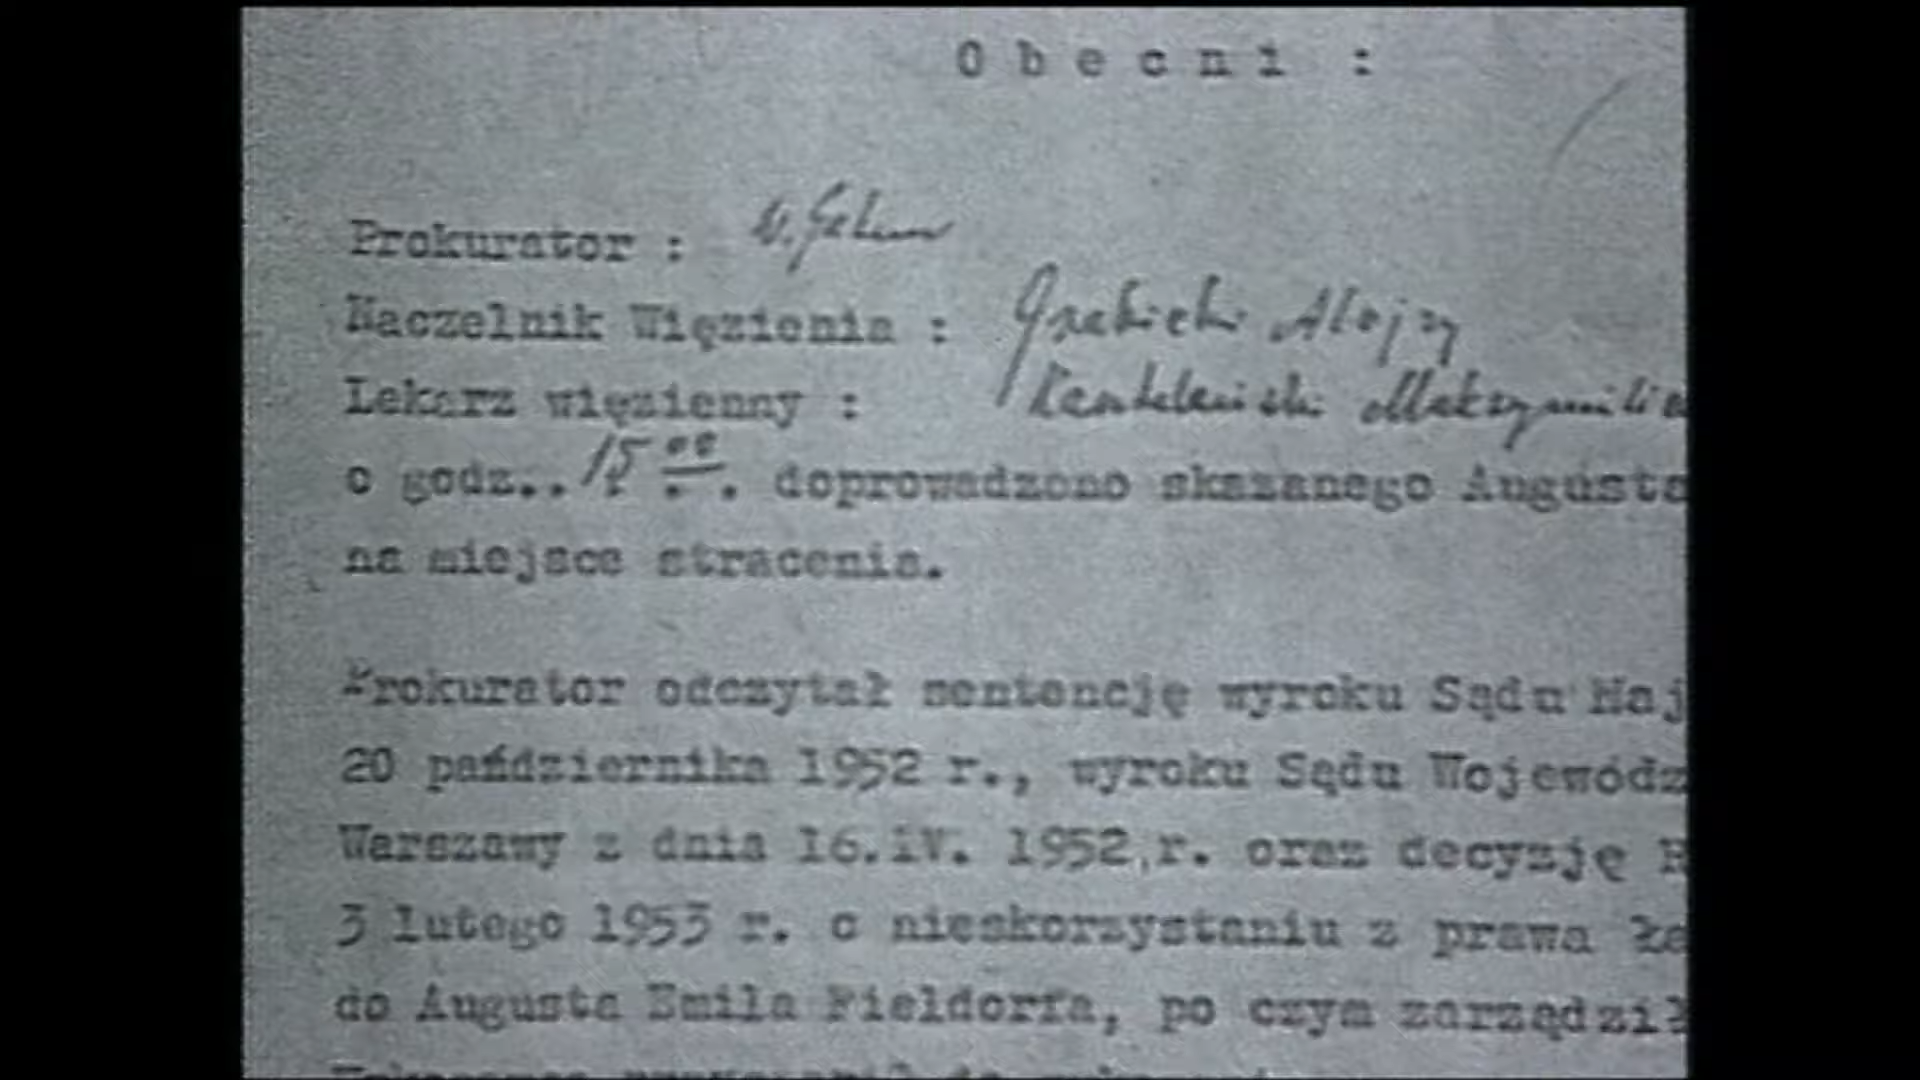 Obecni :
Prokurator :
Naczelnik Więzienia : Grabicki Alojzy
Lekarz więzienny :
o godz.. 15 00 . doprowadzono skazanego Augusta
na miejsce stracenia.
Prokurator odczytał sentencję wyroku Sądu Naj
20 października 1952 r., wyroku Sądu Wojewódz
Warszawy z dnia 16.IV. 1952.r. oraz decyzję R
3 lutego 1953 r. o nieskorzystaniu z prawa ła
do Augusta Emila Fieldorfa, po czym zarządził